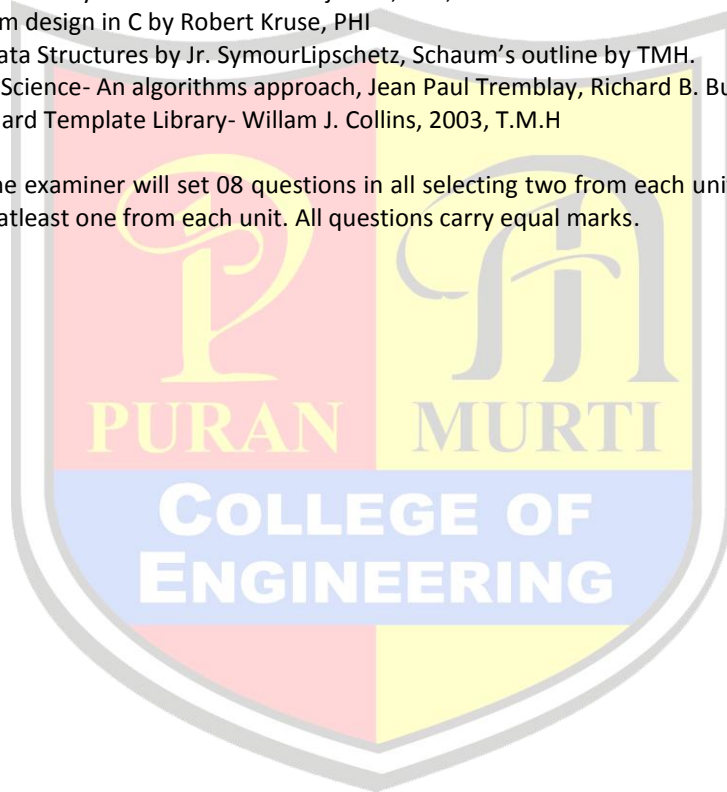 m design in C by Robert Kruse, PHI
ata Structures by Jr. SymourLipschetz, Schaum's outline by TMH.
Science- An algorithms approach, Jean Paul Tremblay, Richard B. Bu
ard Template Library- Willam J. Collins, 2003, T.M.H
e examiner will set 08 questions in all selecting two from each uni
atleast one from each unit. All questions carry equal marks.
PURAN MURTI
COLLEGE OF
ENGINEERING